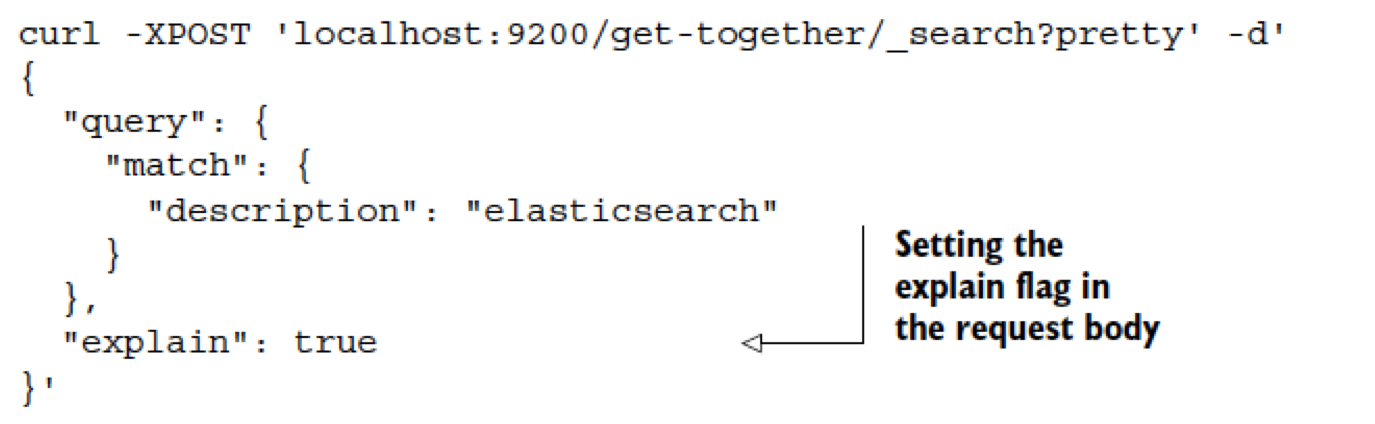 curl -XPOST 'localhost:9200/get-together/_search?pretty' -d'
{
  "query": {
    "match": {
      "description": "elasticsearch"
    }
  },
  "explain": true
}'
Setting the
explain flag in
the request body